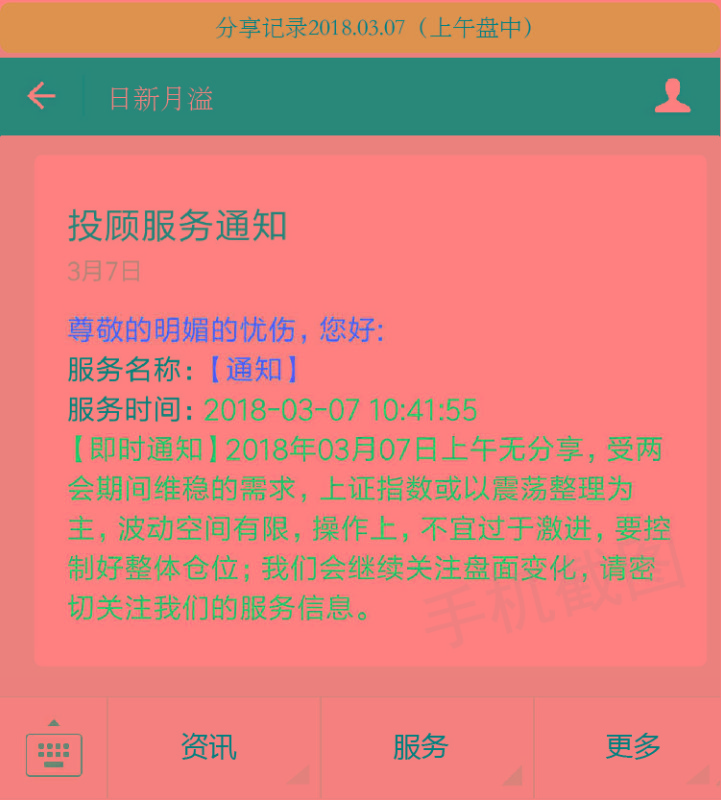 分享记录2018.03.07（上午盘中）
日新月溢
投顾服务通知
3月7日
尊敬的明媚的忧伤，您好:
服务名称：【通知】
服务时间：2018-03-07 10:41:55
【即时通知】2018年03月07日上午无分享，受两
会期间维稳的需求，上证指数或以震荡整理为
主，波动空间有限，操作上，不宜过于激进，要控
制好整体仓位；我们会继续关注盘面变化，请密
切关注我们的服务信息。
手机截图
资讯
服务
更多